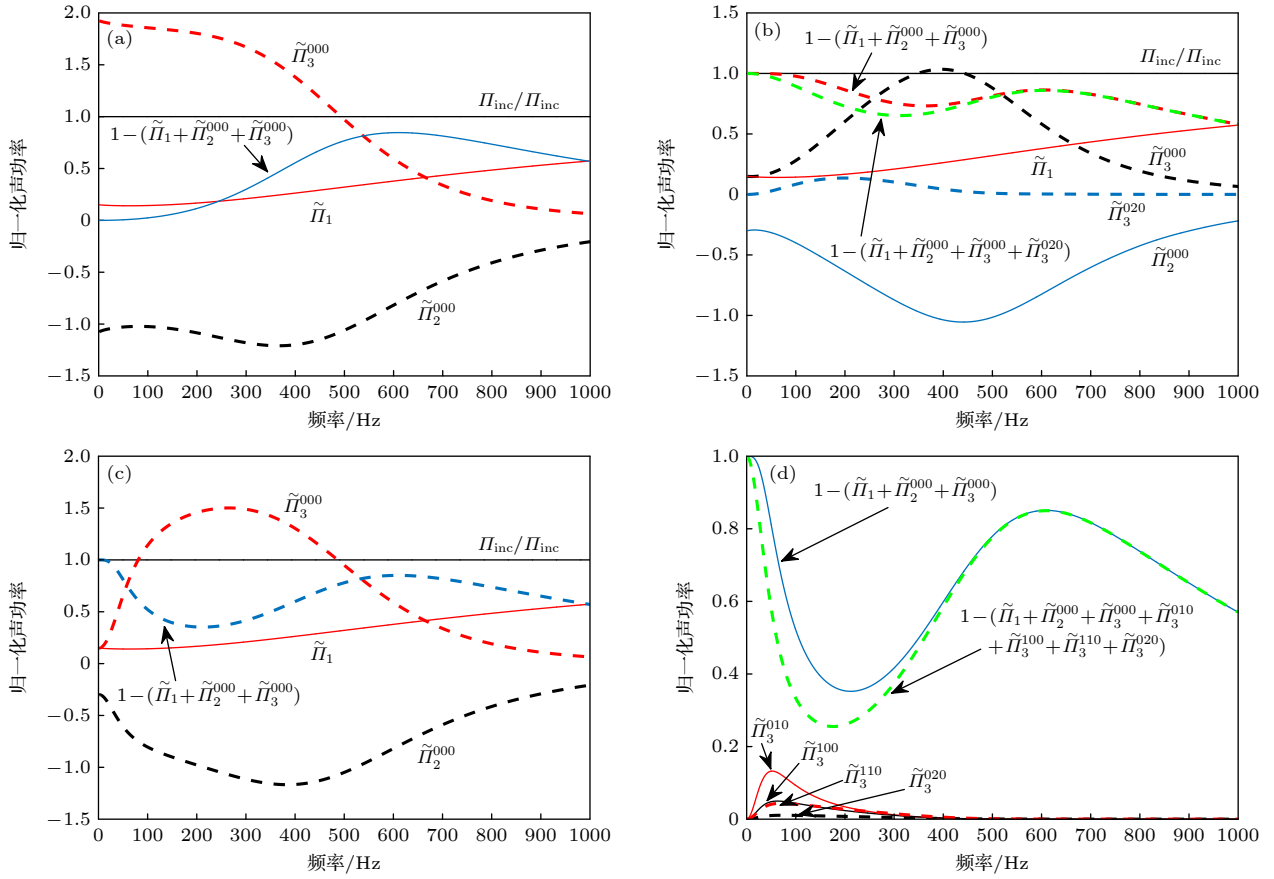 (a)
2.0
1.5
1.0
0.5
0
−0.5
−1.0
−1.5
0 100 200 300 400 500 600 700 800 900 1000
频率/Hz
归一化声功率
Π̃₃⁰⁰⁰
Π_inc/Π_inc
1−(Π̃₁+Π̃₂⁰⁰⁰+Π̃₃⁰⁰⁰)
Π̃₁
Π̃₂⁰⁰⁰
(b)
1.5
1.0
0.5
0
−0.5
−1.0
−1.5
0 100 200 300 400 500 600 700 800 900 1000
频率/Hz
归一化声功率
1−(Π̃₁+Π̃₂⁰⁰⁰+Π̃₃⁰⁰⁰)
Π_inc/Π_inc
Π̃₃⁰⁰⁰
Π̃₁
Π̃₃⁰²⁰
1−(Π̃₁+Π̃₂⁰⁰⁰+Π̃₃⁰⁰⁰+Π̃₃⁰²⁰)
Π̃₂⁰⁰⁰
(c)
2.0
1.5
1.0
0.5
0
−0.5
−1.0
−1.5
0 100 200 300 400 500 600 700 800 900 1000
频率/Hz
归一化声功率
Π̃₃⁰⁰⁰
Π_inc/Π_inc
Π̃₁
1−(Π̃₁+Π̃₂⁰⁰⁰+Π̃₃⁰⁰⁰)
Π̃₂⁰⁰⁰
(d)
1.0
0.8
0.6
0.4
0.2
0
0 100 200 300 400 500 600 700 800 900 1000
频率/Hz
归一化声功率
1−(Π̃₁+Π̃₂⁰⁰⁰+Π̃₃⁰⁰⁰)
1−(Π̃₁+Π̃₂⁰⁰⁰+Π̃₃⁰⁰⁰+Π̃₃⁰¹⁰
+Π̃₃¹⁰⁰+Π̃₃¹¹⁰+Π̃₃⁰²⁰)
Π̃₃⁰¹⁰
Π̃₃¹⁰⁰
Π̃₃¹¹⁰
Π̃₃⁰²⁰